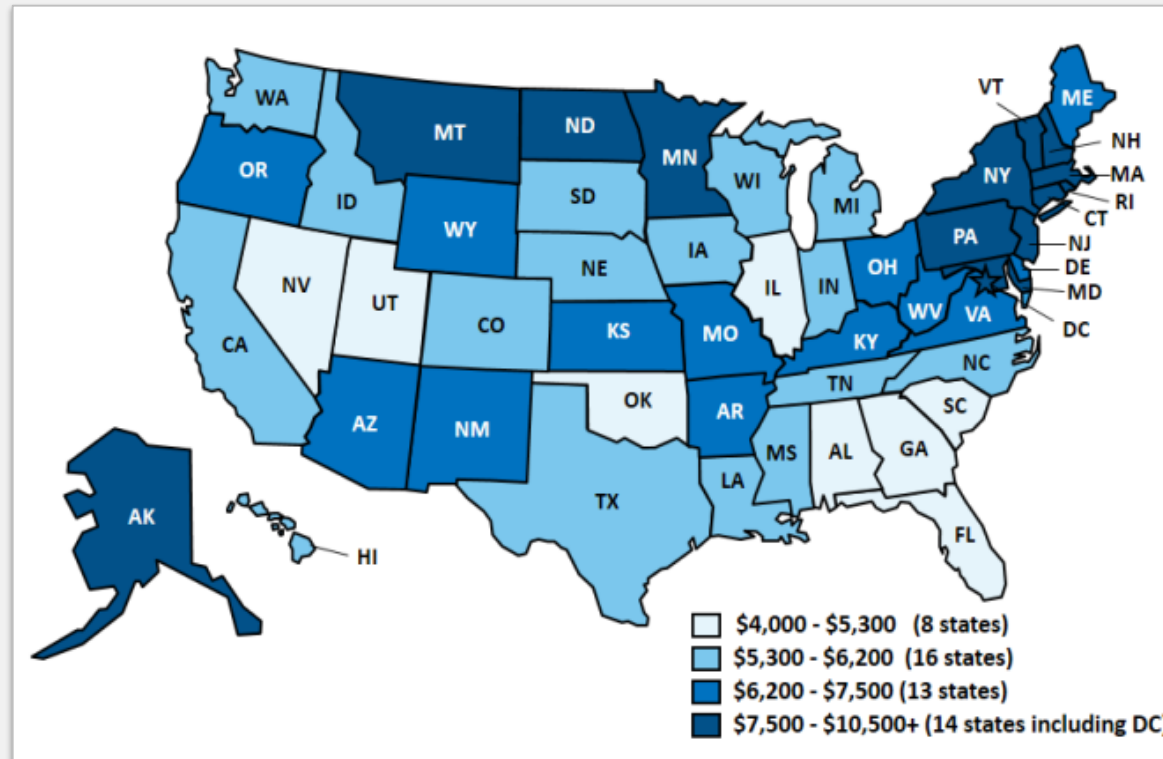 VT
ME
WA
MT
ND
NH
MN
OR
MA
WI
NY
ID
SD
RI
MI
CT
WY
PA
NJ
IA
OH
DE
NE
NV
IL
IN
MD
UT
WV
VA
CO
DC
KS
MO
KY
CA
NC
TN
OK
SC
AZ
NM
AR
MS
AL
GA
LA
TX
AK
FL
HI
$4,000 - $5,300 (8 states)
$5,300 - $6,200 (16 states)
$6,200 - $7,500 (13 states)
$7,500 - $10,500+ (14 states including DC)